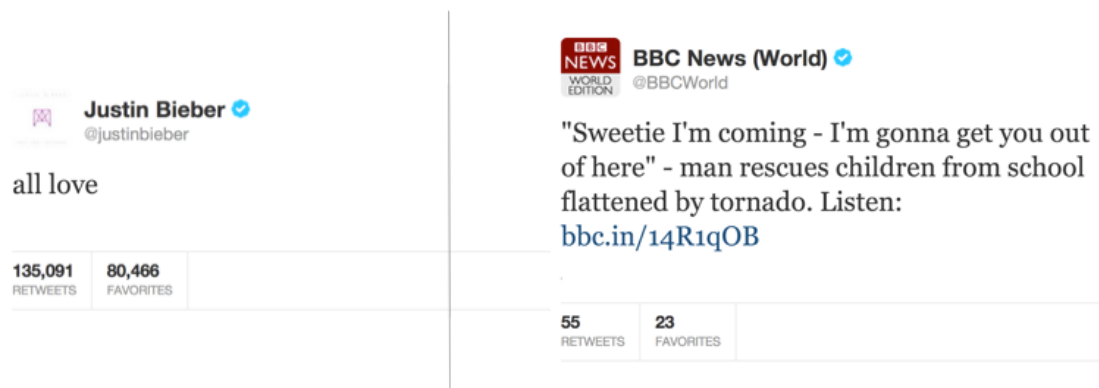 Justin Bieber
@justinbieber
all love
135,091 80,466
RETWEETS FAVORITES
BBC
NEWS
WORLD
EDITION
BBC News (World)
@BBCWorld
"Sweetie I'm coming - I'm gonna get you out
of here" - man rescues children from school
flattened by tornado. Listen:
bbc.in/14R1qOB
55 23
RETWEETS FAVORITES